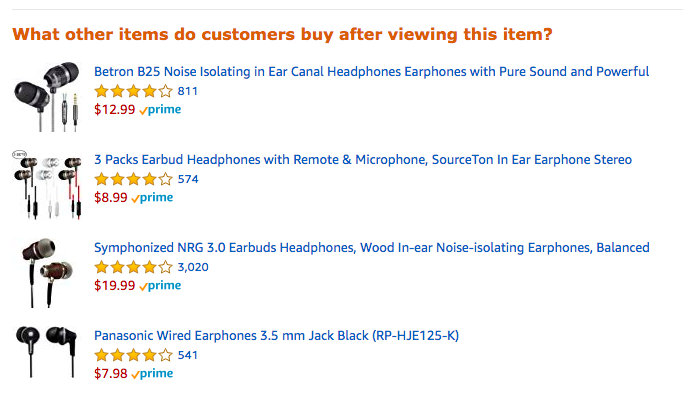 What other items do customers buy after viewing this item?
Betron B25 Noise Isolating in Ear Canal Headphones Earphones with Pure Sound and Powerful
811
$12.99 prime
3 Packs Earbud Headphones with Remote & Microphone, SourceTon In Ear Earphone Stereo
574
$8.99 prime
Symphonized NRG 3.0 Earbuds Headphones, Wood In-ear Noise-isolating Earphones, Balanced
3,020
$19.99 prime
Panasonic Wired Earphones 3.5 mm Jack Black (RP-HJE125-K)
541
$7.98 prime